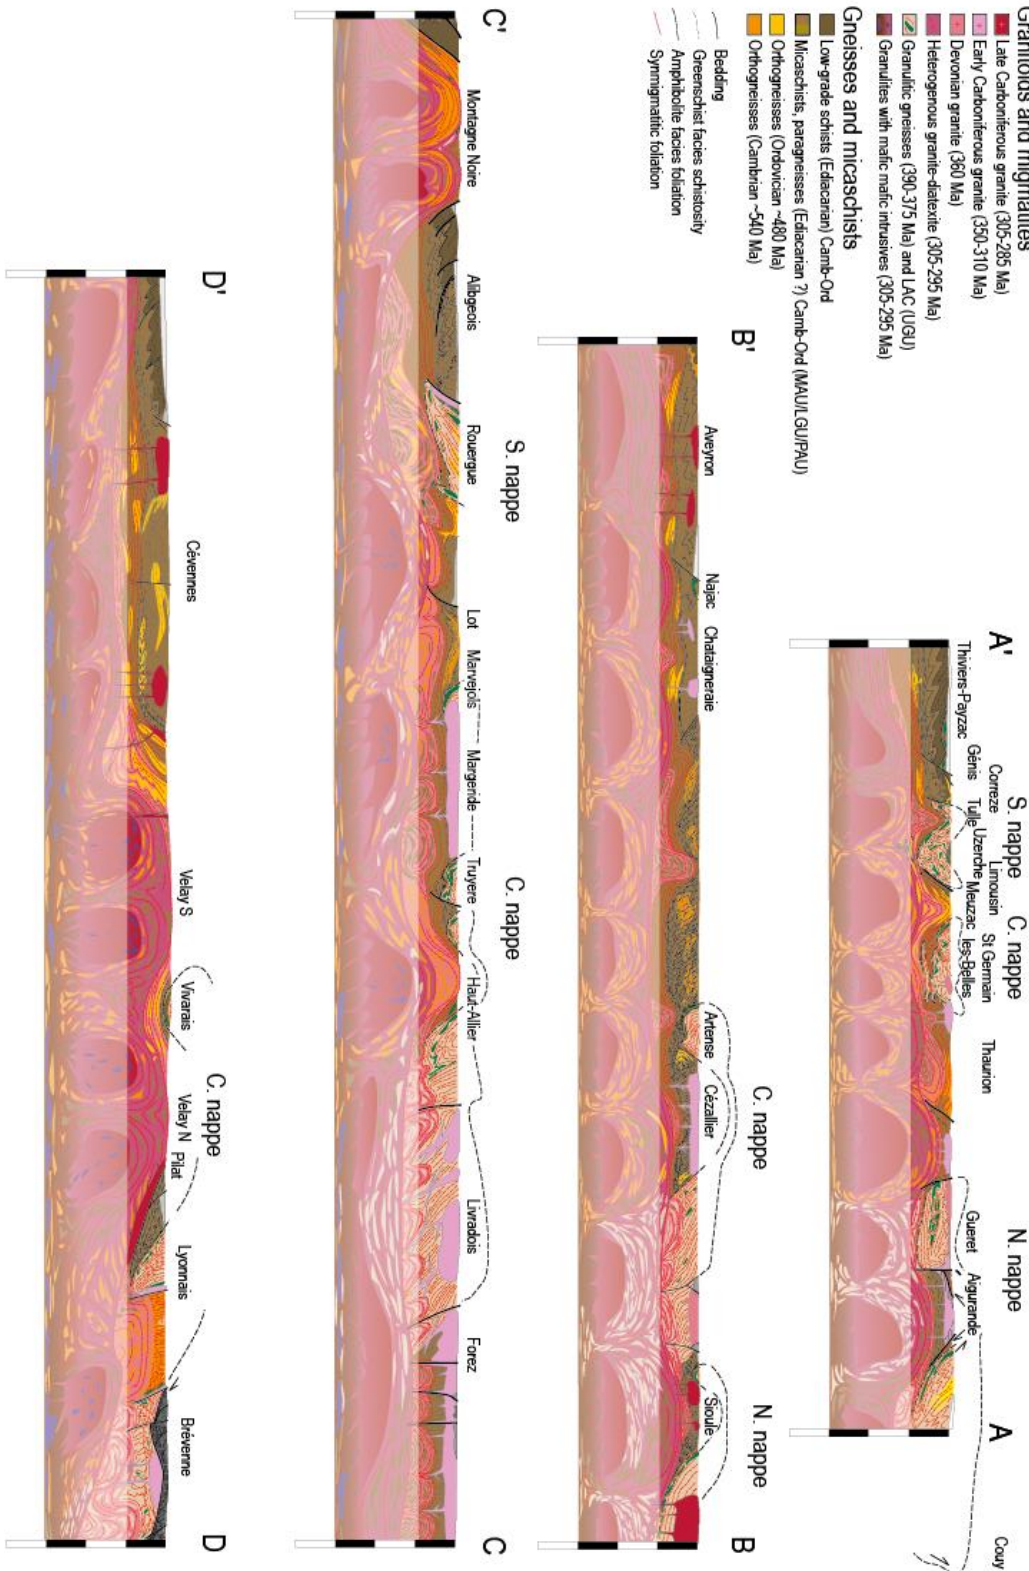 Granitoids and migmatites
Late Carboniferous granite (305-285 Ma)
Early Carboniferous granite (350-310 Ma)
Devonian granite (360 Ma)
Heterogenous granite-diatexite (305-295 Ma)
Granulitic gneisses (390-375 Ma) and LAC (UGU)
Granulites with mafic mafic intrusives (305-295 Ma)
Gneisses and micaschists
Low-grade schists (Ediacarian) Camb-Ord
Micaschists, paragneisses (Ediacarian ?) Camb-Ord (MAU/LGU/PAU)
Orthogneisses (Ordovician ~480 Ma)
Orthogneisses (Cambrian ~540 Ma)
Bedding
Greenschist facies schistosity
Amphibolite facies foliation
Synmigmatitic foliation
S. nappe
C. nappe
N. nappe
A'
A
Thiviers-Payzac
Génis
Correze
Tulle
Uzerche
Limousin
Meuzac
St Germain
les-Belles
Thaurion
Gueret
Aigurande
Couy
C. nappe
N. nappe
B'
B
Aveyron
Najac
Chataigneraie
Artense
Cézallier
Sioule
S. nappe
C. nappe
C'
C
Montagne Noire
Albgeois
Rouergue
Lot
Marvejols
Margeride
Truyere
Haut-Allier
Livradois
Forez
C. nappe
D'
D
Cévennes
Velay S
Vivarais
Velay N
Pilat
Lyonnais
Brévenne